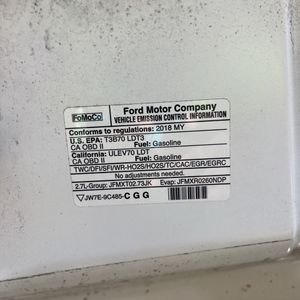 FoMoCo
Ford Motor Company
VEHICLE EMISSION CONTROL INFORMATION
Conforms to regulations: 2018 MY
U.S. EPA: T3B70 LDT3
CA OBD II Fuel: Gasoline
California: ULEV70 LDT
CA OBD II Fuel: Gasoline
TWC/DFI/SFI/WR-HO2S/HO2S/TC/CAC/EGR/EGRC
No adjustments needed.
2.7L-Group: JFMXT02.73JK Evap: JFMXR0260NDP
JW7E-9C485-C G G